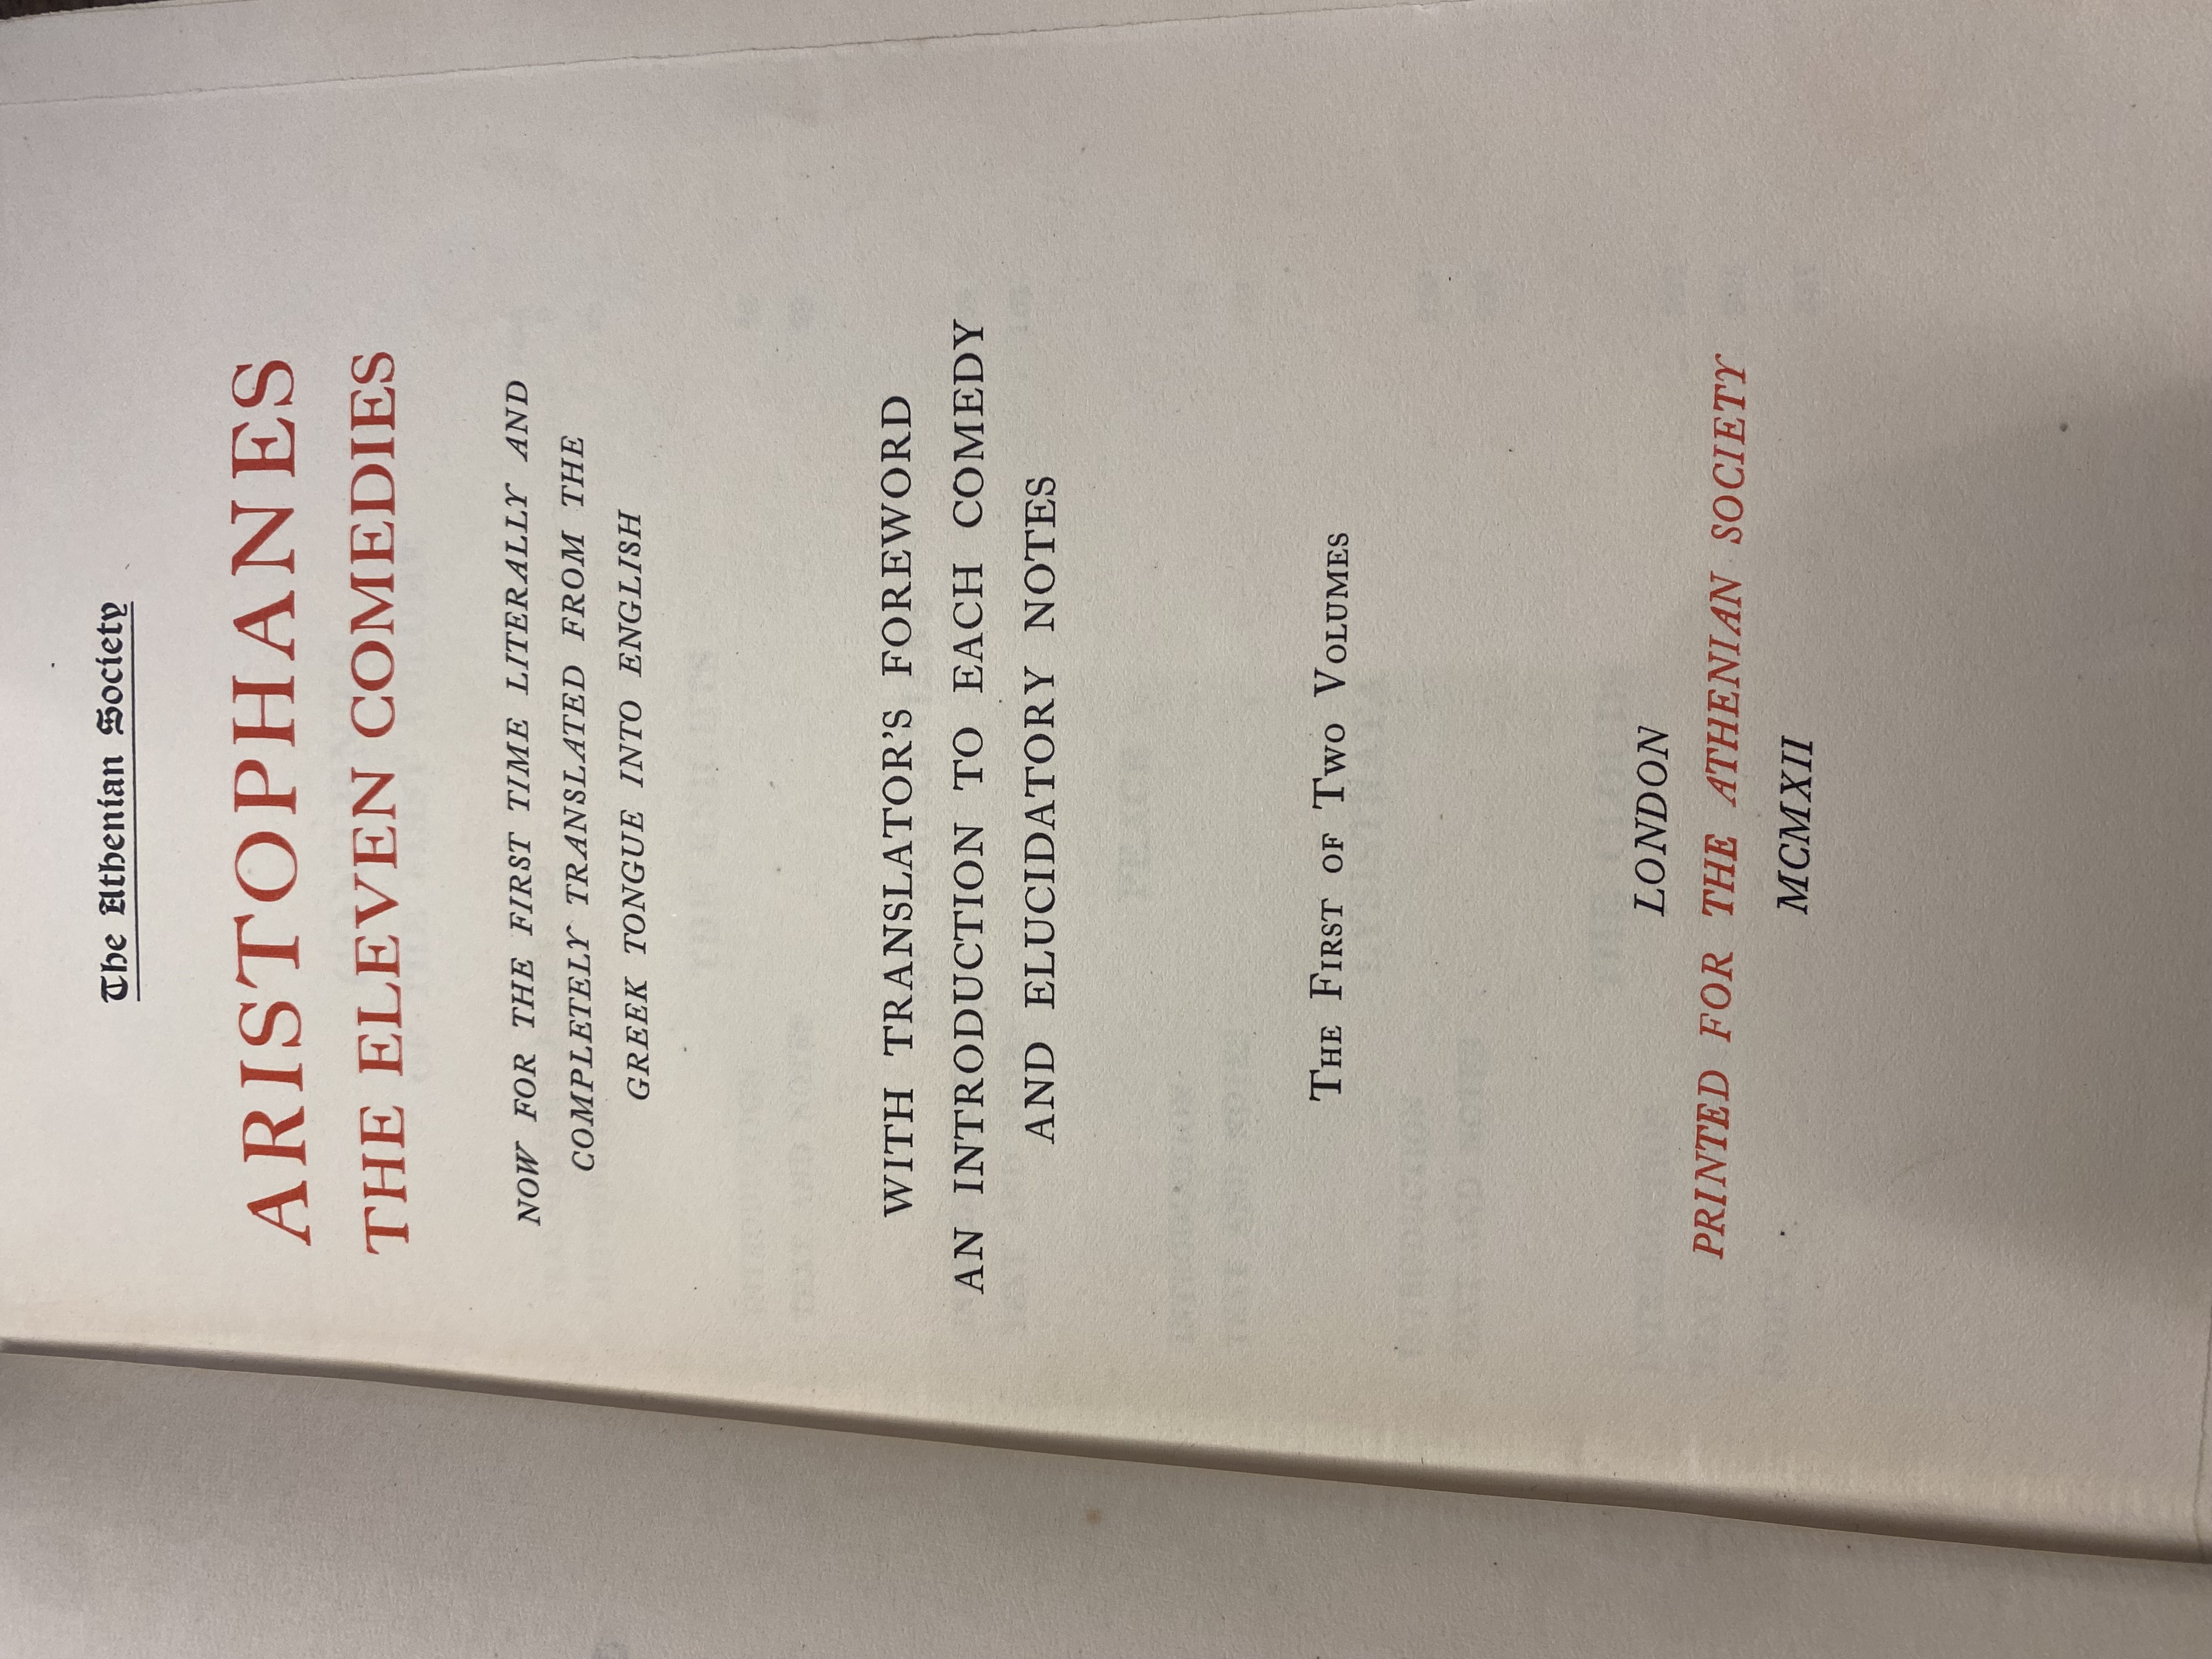 The Athenian Society
ARISTOPHANES
THE ELEVEN COMEDIES
NOW FOR THE FIRST TIME LITERALLY AND
COMPLETELY TRANSLATED FROM THE
GREEK TONGUE INTO ENGLISH
WITH TRANSLATOR'S FOREWORD
AN INTRODUCTION TO EACH COMEDY
AND ELUCIDATORY NOTES
The First of Two Volumes
LONDON
PRINTED FOR THE ATHENIAN SOCIETY
MCMXII